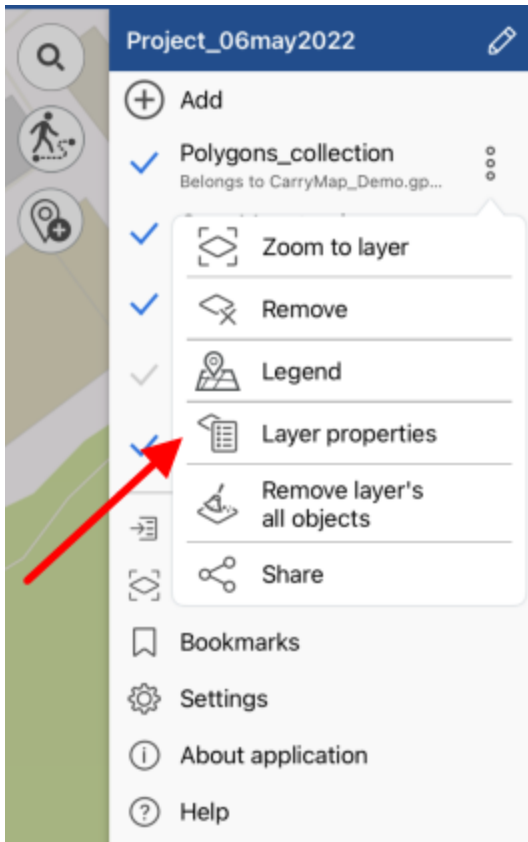 Project_06may2022
Add
Polygons_collection
Belongs to CarryMap_Demo.gp...
Zoom to layer
Remove
Legend
Layer properties
Remove layer's
all objects
Share
Bookmarks
Settings
About application
Help